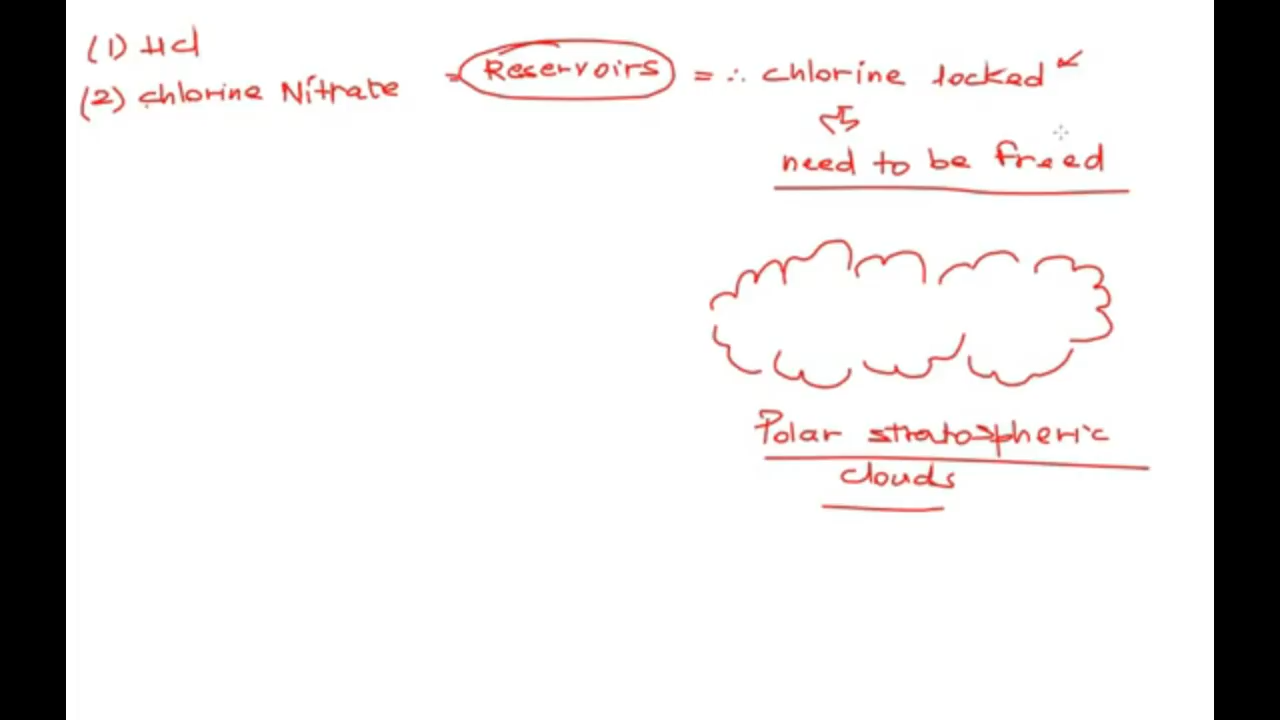 (1) Hcl
(2) chlorine Nitrate = Reservoirs = ∴ chlorine locked
need to be freed
Polar stratospheric
clouds